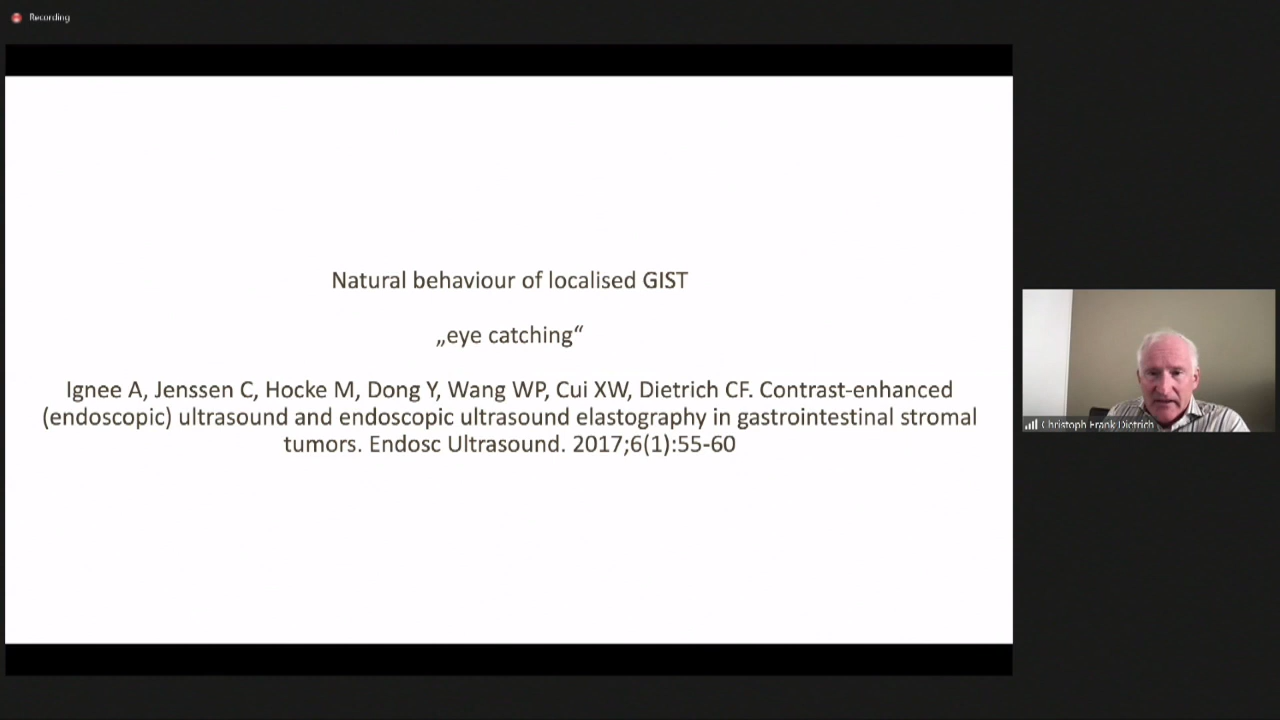 Recording
Natural behaviour of localised GIST
„eye catching“
Ignee A, Jenssen C, Hocke M, Dong Y, Wang WP, Cui XW, Dietrich CF. Contrast-enhanced
(endoscopic) ultrasound and endoscopic ultrasound elastography in gastrointestinal stromal
tumors. Endosc Ultrasound. 2017;6(1):55-60
Christoph Frank Dietrich